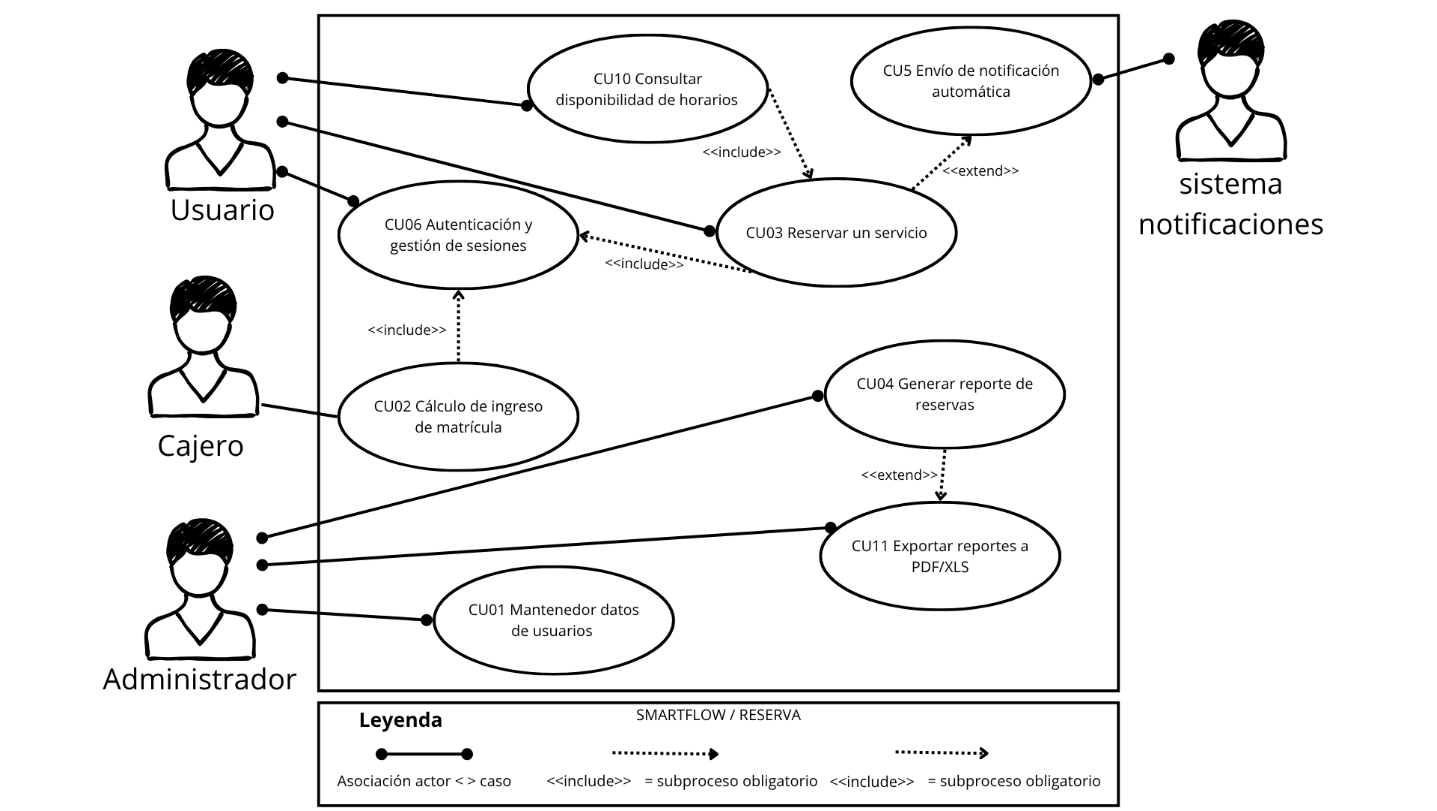 CU10 Consultar
disponibilidad de horarios
CU5 Envío de notificación
automática
<<include>>
<<extend>>
sistema
notificaciones
Usuario
CU06 Autenticación y
gestión de sesiones
CU03 Reservar un servicio
<<include>>
<<include>>
CU02 Cálculo de ingreso
de matrícula
Cajero
CU04 Generar reporte de
reservas
<<extend>>
CU11 Exportar reportes a
PDF/XLS
CU01 Mantenedor datos
de usuarios
Administrador
Leyenda
SMARTFLOW / RESERVA
Asociación actor < > caso
<<include>> = subproceso obligatorio
<<include>> = subproceso obligatorio